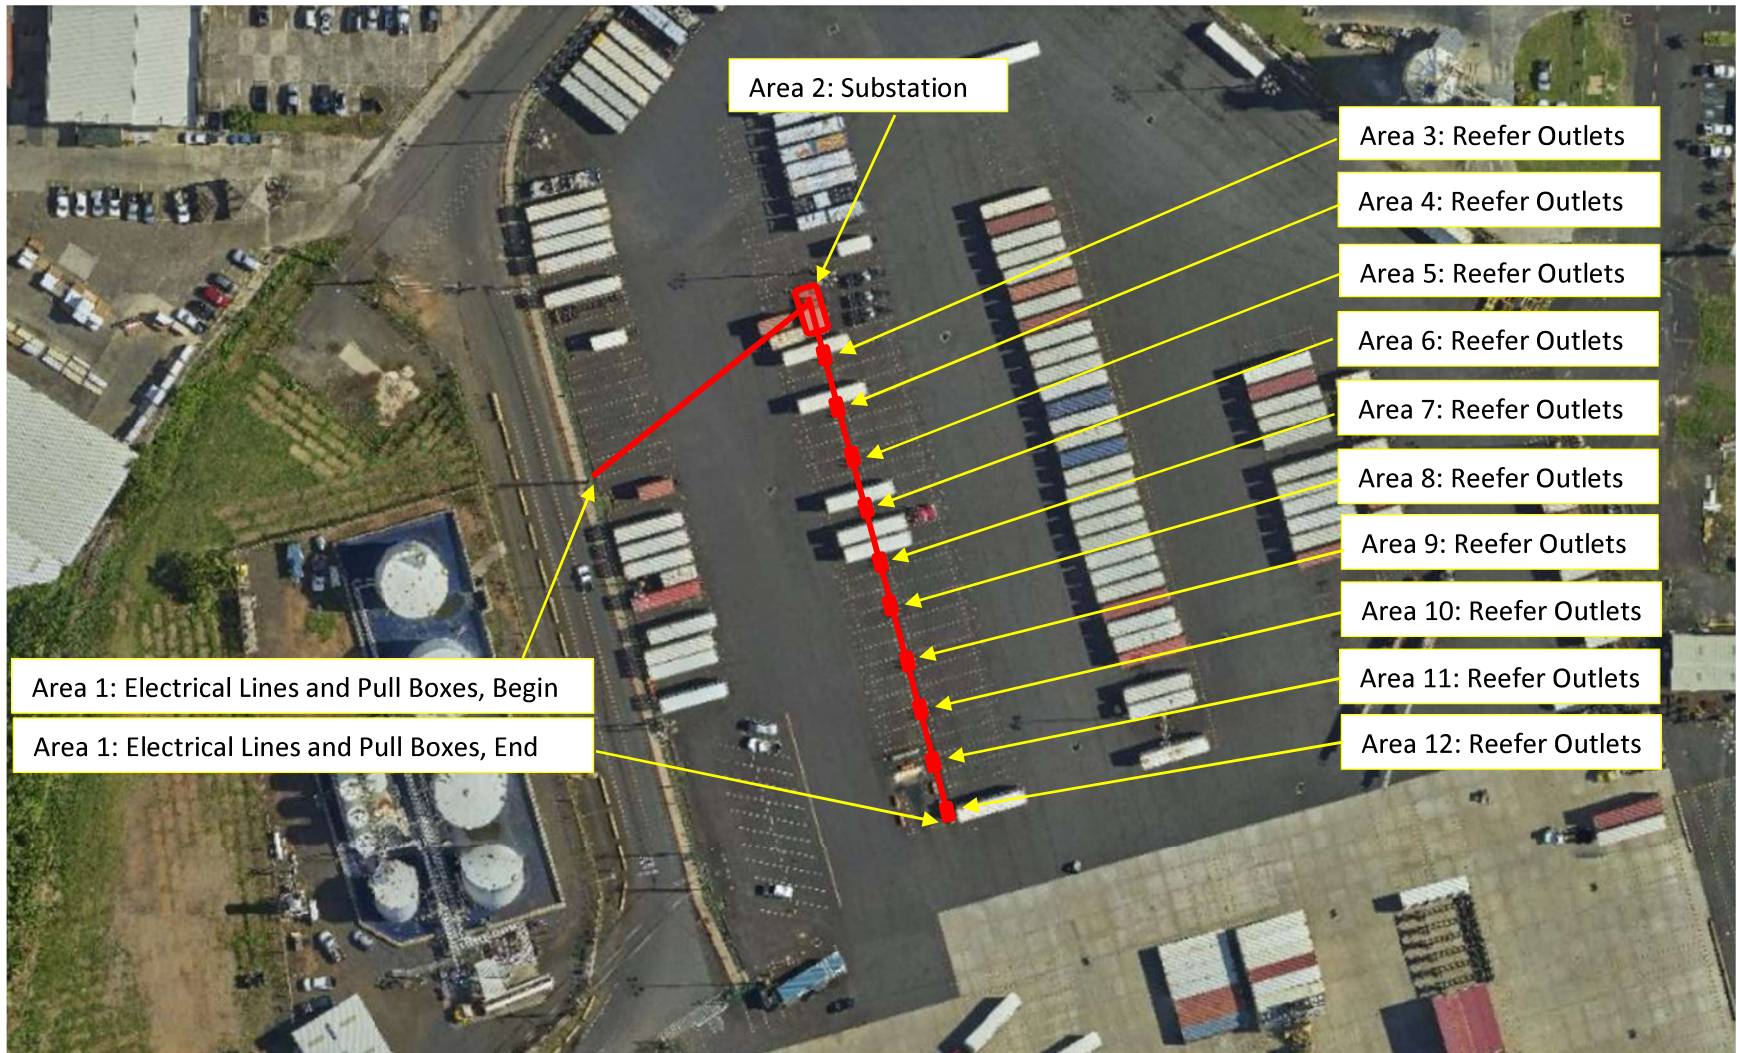 Area 2: Substation
Area 3: Reefer Outlets
Area 4: Reefer Outlets
Area 5: Reefer Outlets
Area 6: Reefer Outlets
Area 7: Reefer Outlets
Area 8: Reefer Outlets
Area 9: Reefer Outlets
Area 10: Reefer Outlets
Area 11: Reefer Outlets
Area 12: Reefer Outlets
Area 1: Electrical Lines and Pull Boxes, Begin
Area 1: Electrical Lines and Pull Boxes, End